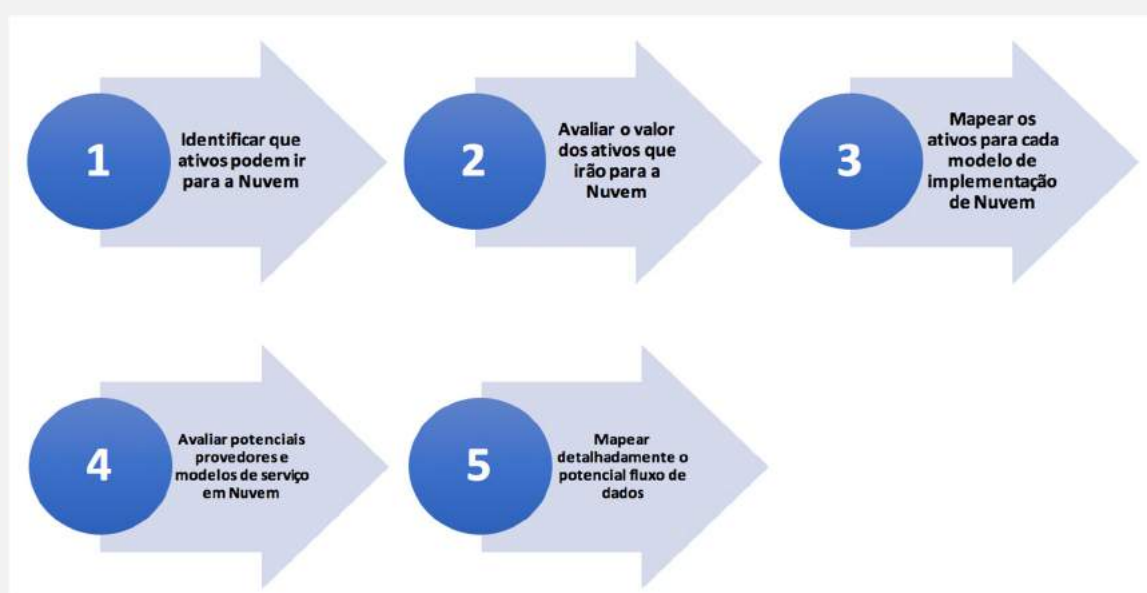 1
Identificar que
ativos podem ir
para a Nuvem
2
Avaliar o valor
dos ativos que
irão para a
Nuvem
3
Mapear os
ativos para cada
modelo de
implementação
de Nuvem
4
Avaliar potenciais
provedores e
modelos de serviço
em Nuvem
5
Mapear
detalhadamente o
potencial fluxo de
dados